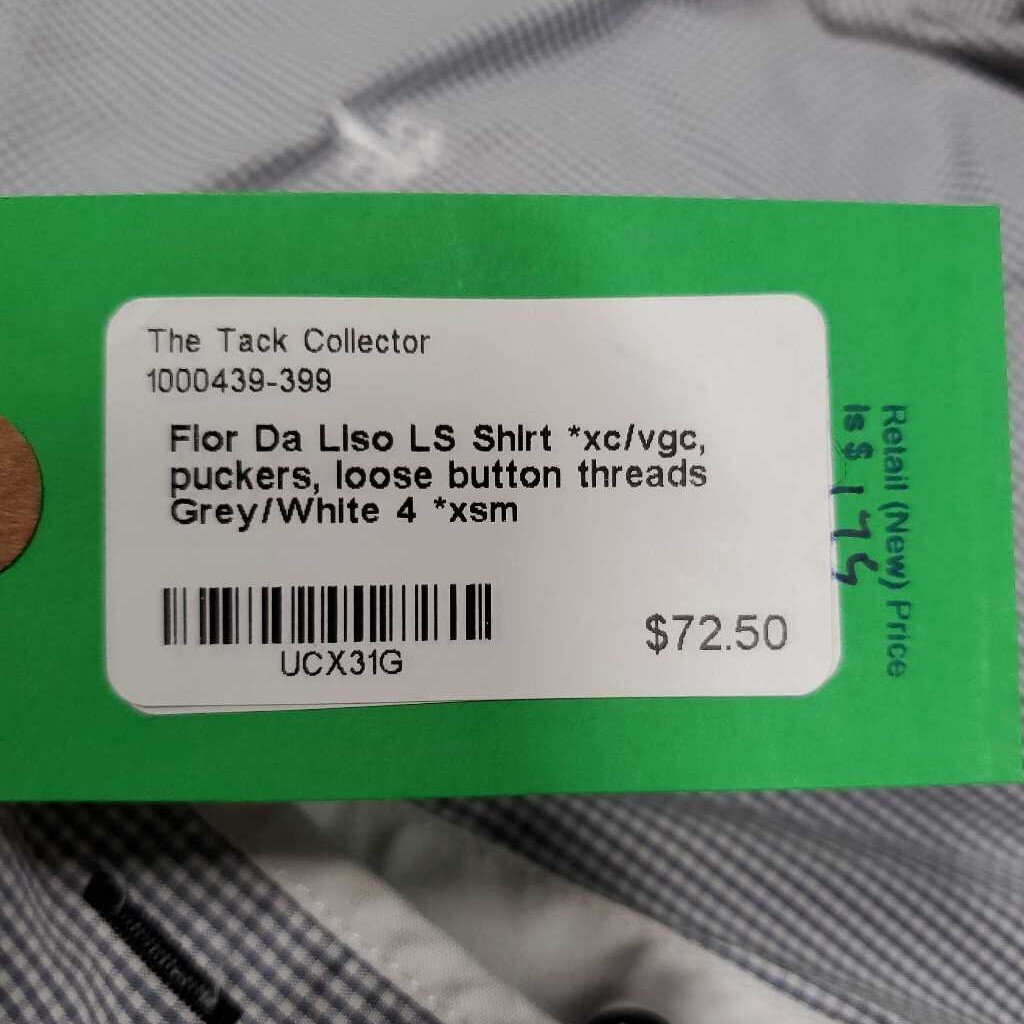 The Tack Collector
1000439-399
Flor Da Liso LS Shirt *xc/vgc,
puckers, loose button threads
Grey/White 4 *xsm
UCX31G
$72.50
Retail (New) Price
is $ 175